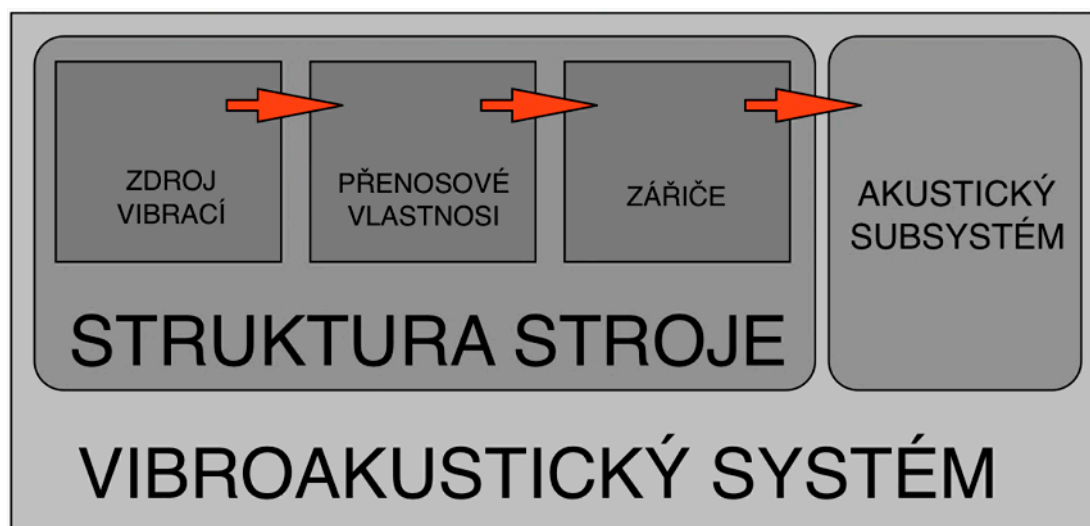 ZDROJ
VIBRACÍ
PŘENOSOVÉ
VLASTNOSI
ZÁŘIČE
AKUSTICKÝ
SUBSYSTÉM
STRUKTURA STROJE
VIBROAKUSTICKÝ SYSTÉM